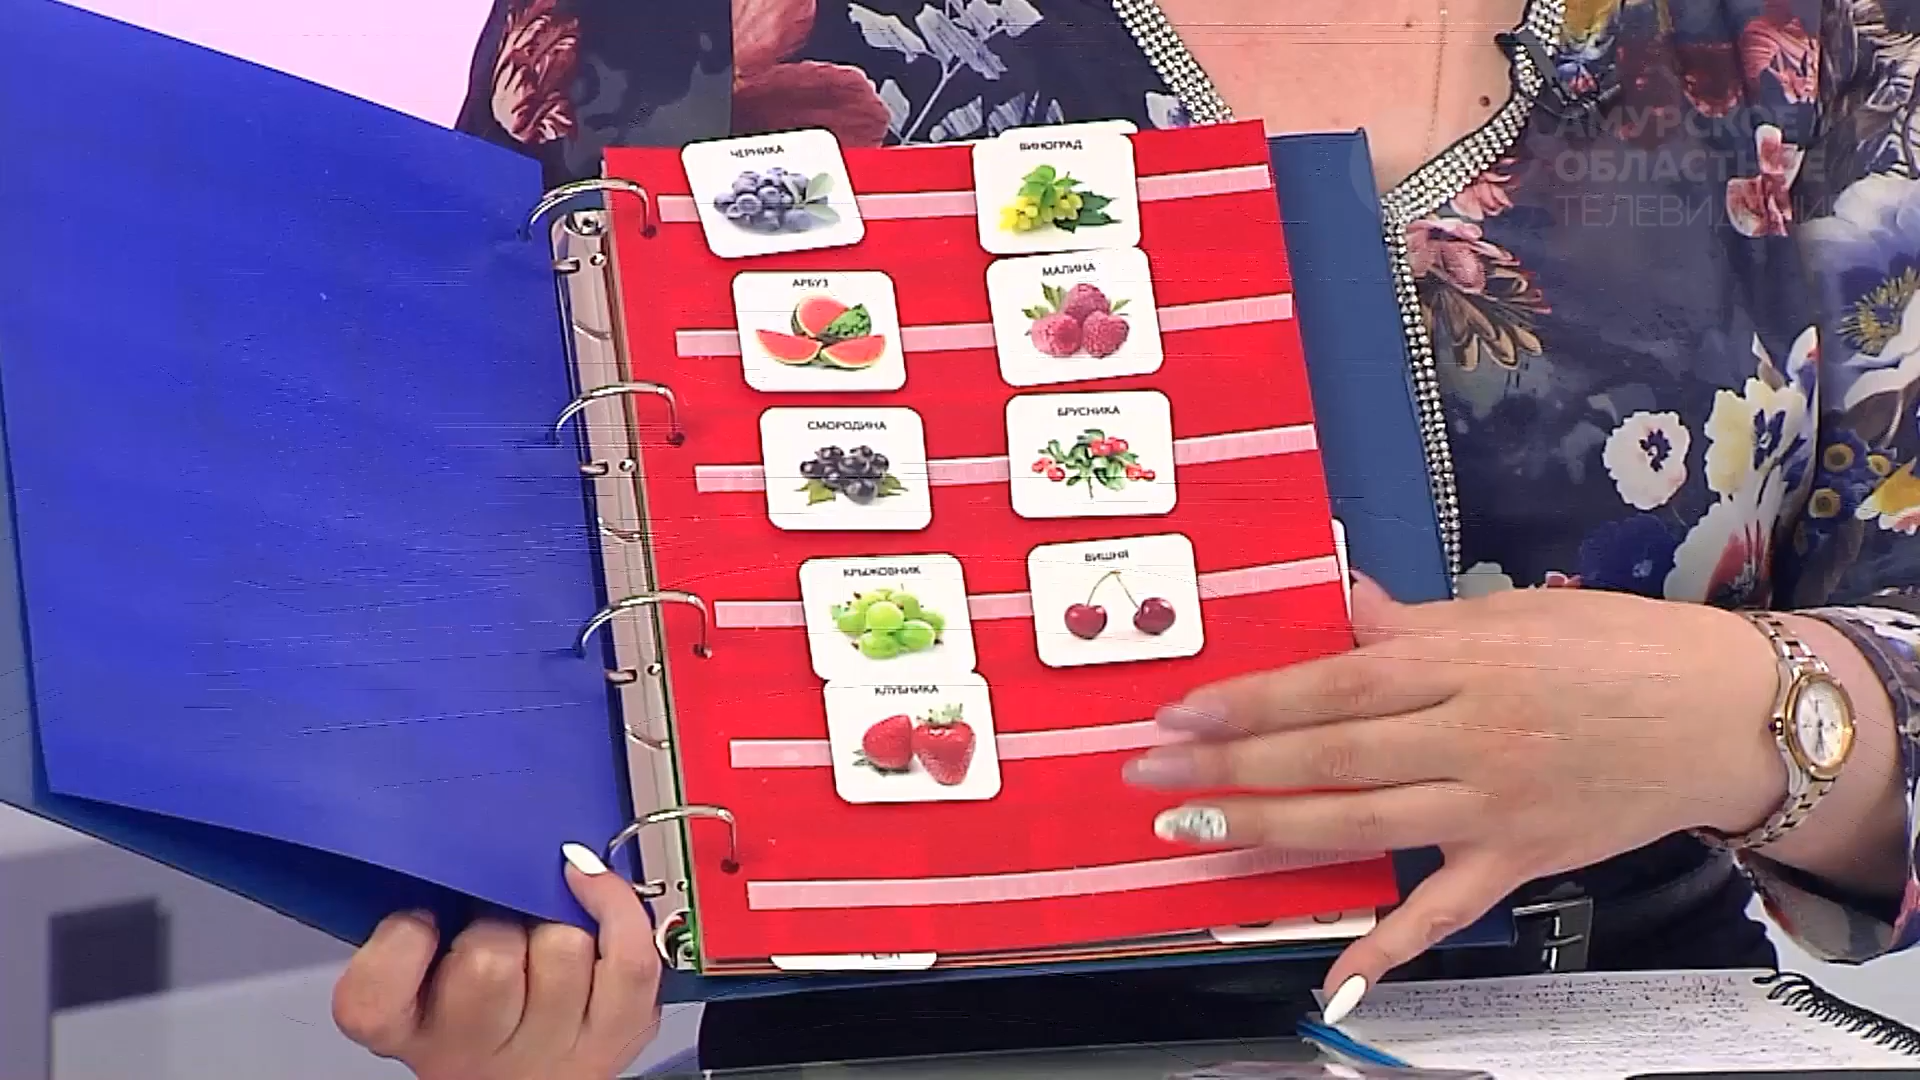 ЧЕРНИКА
ВИНОГРАД
АРБУЗ
МАЛИНА
СМОРОДИНА
БРУСНИКА
КРЫЖОВНИК
ВИШНЯ
КЛУБНИКА
АМУРСКОЕ
ОБЛАСТНОЕ
ТЕЛЕВИДЕНИЕ